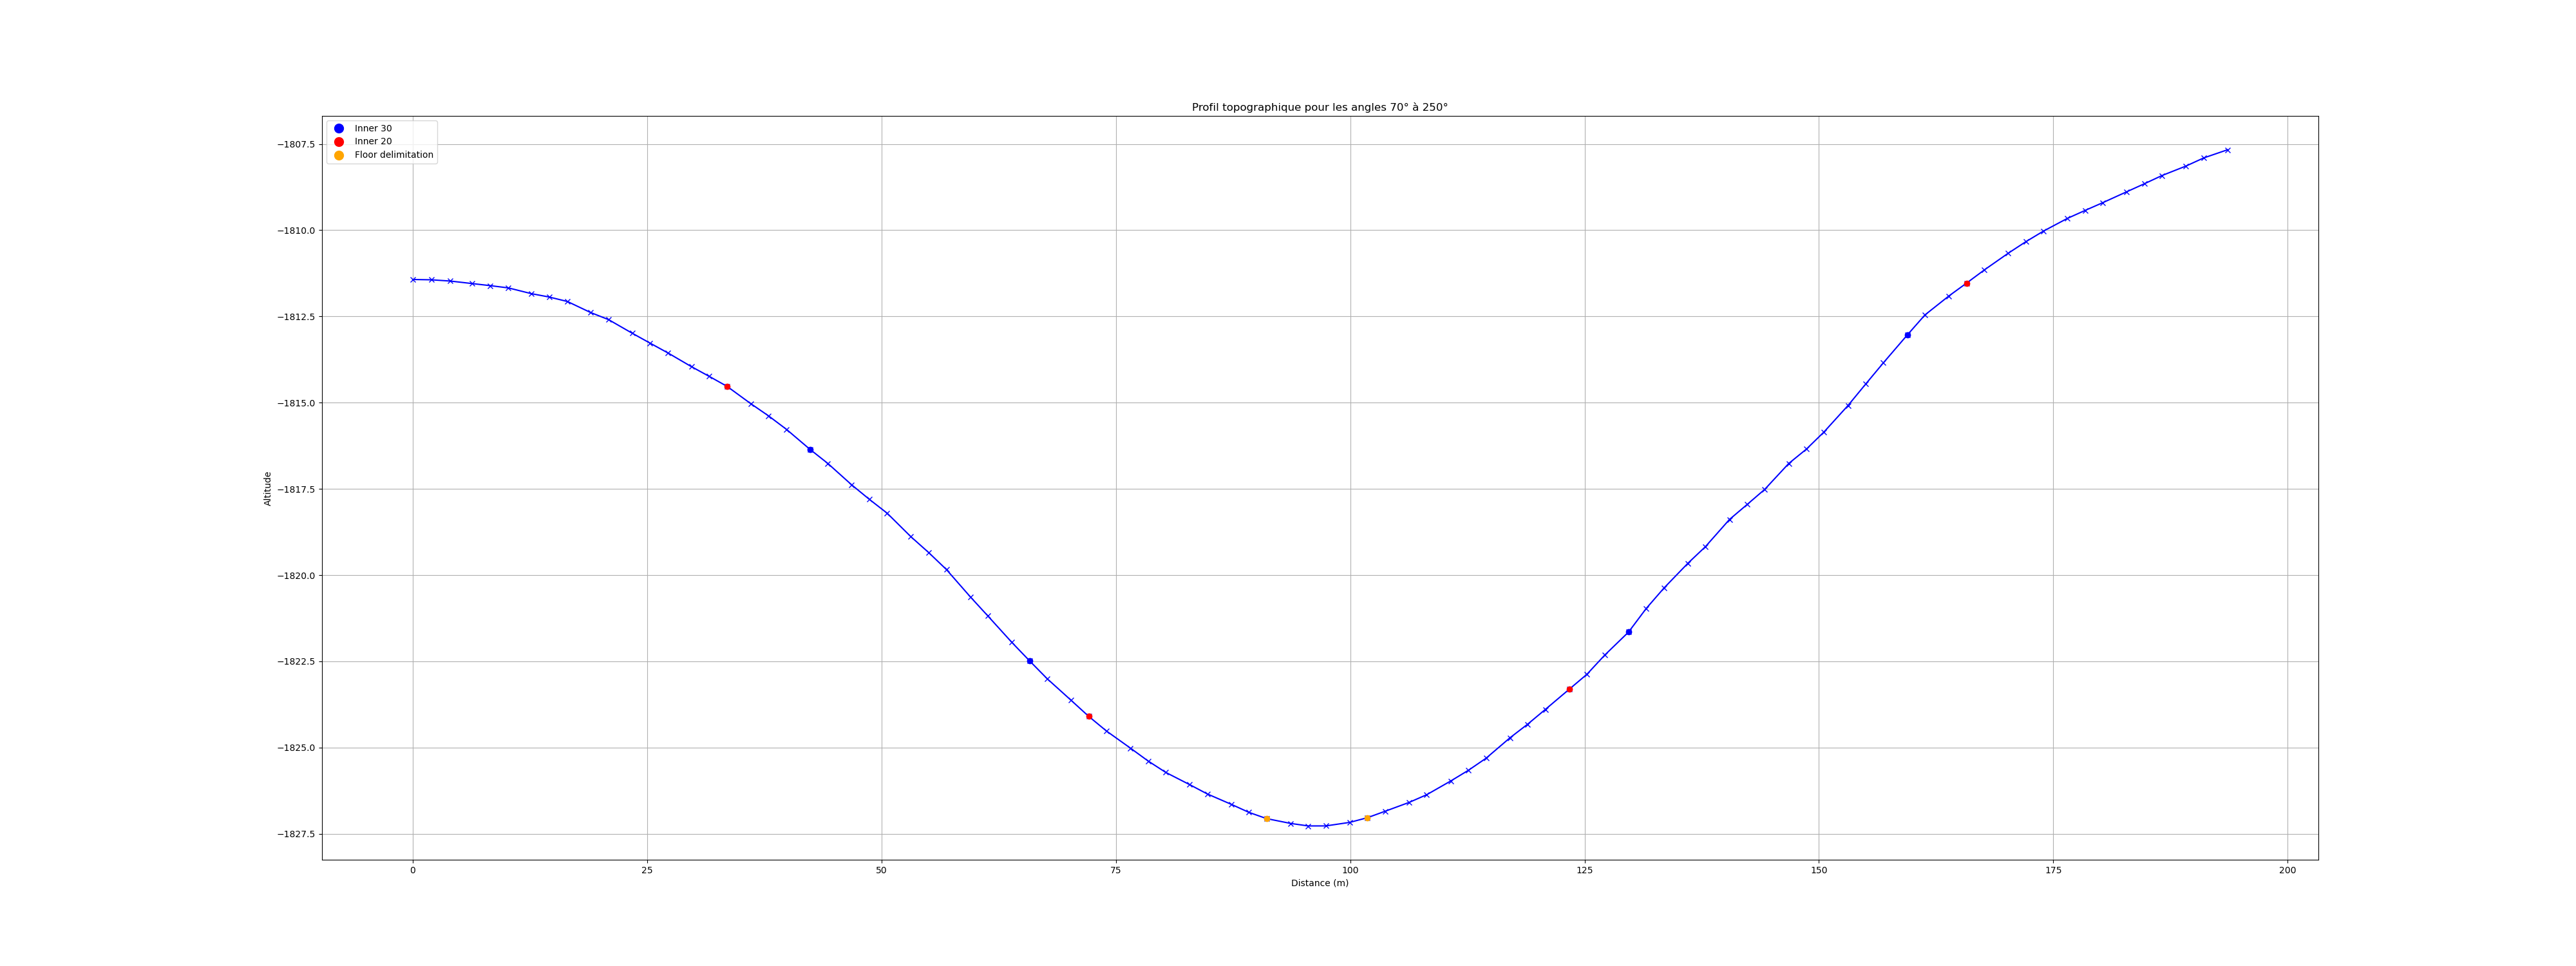 Profil topographique pour les angles 70° à 250°
Inner 30
Inner 20
Floor delimitation
−1807.5
−1810.0
−1812.5
−1815.0
−1817.5
−1820.0
−1822.5
−1825.0
−1827.5
Altitude
0 25 50 75 100 125 150 175 200
Distance (m)